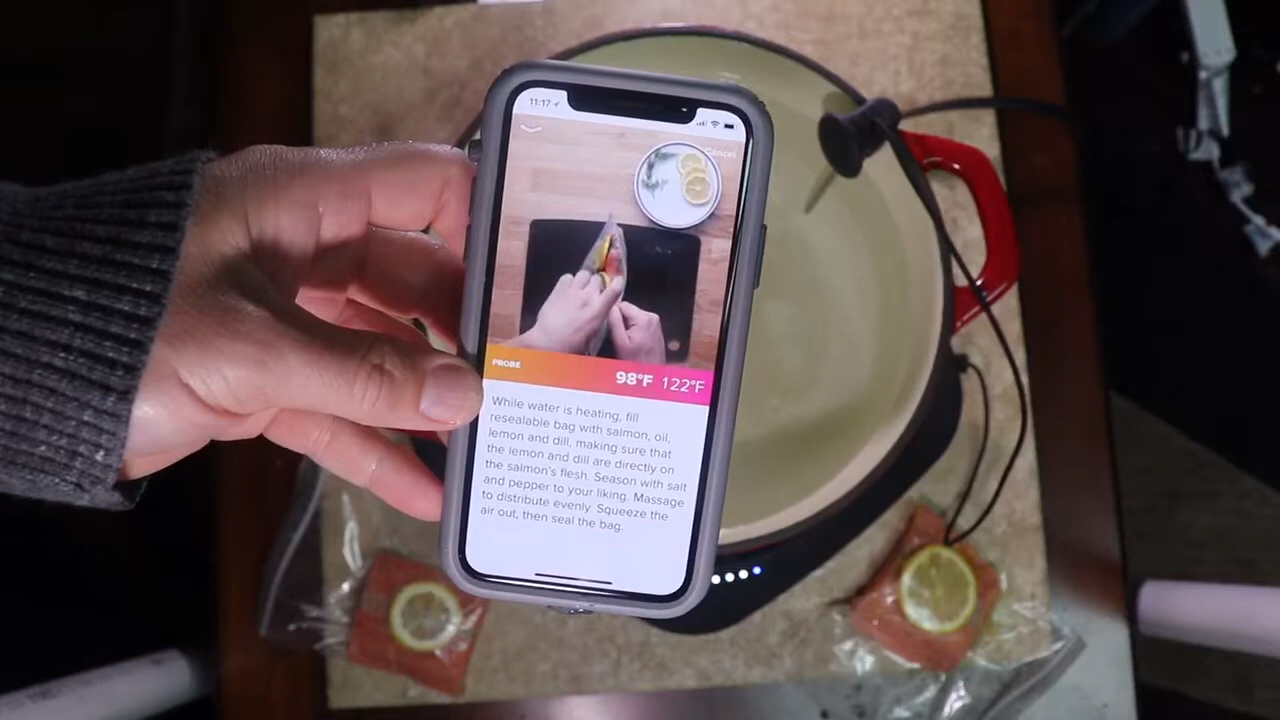 11:17
Cancel
PROBE
98°F 122°F
While water is heating, fill
resealable bag with salmon, oil,
lemon and dill, making sure that
the lemon and dill are directly on
the salmon's flesh. Season with salt
and pepper to your liking. Massage
to distribute evenly. Squeeze the
air out, then seal the bag.